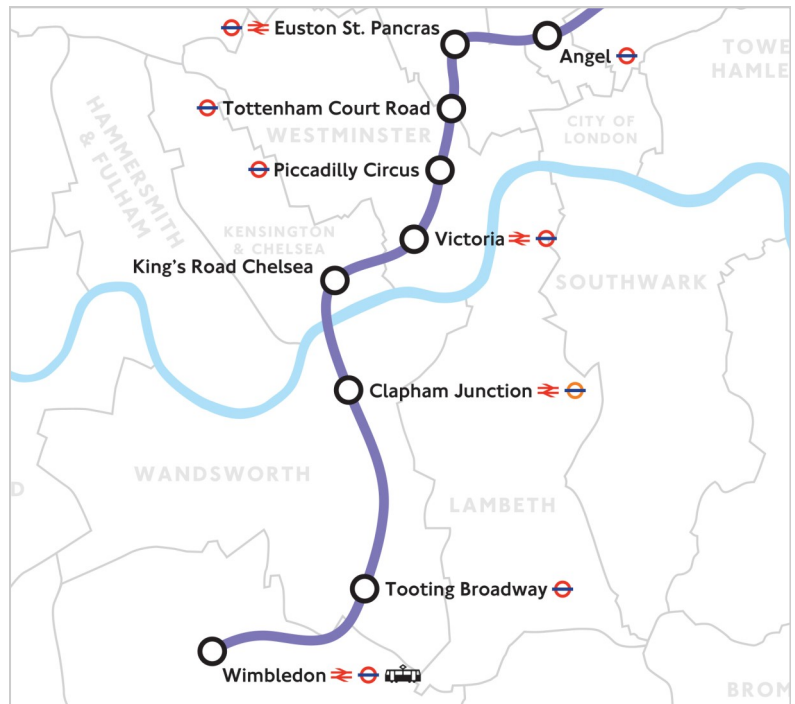 Euston St. Pancras
Angel
TOWE
HAMLE
Tottenham Court Road
HAMMERSMITH
& FULHAM
WESTMINSTER
CITY OF
LONDON
Piccadilly Circus
KENSINGTON
& CHELSEA
Victoria
King's Road Chelsea
SOUTHWARK
Clapham Junction
WANDSWORTH
D
LAMBETH
Tooting Broadway
Wimbledon
BROM